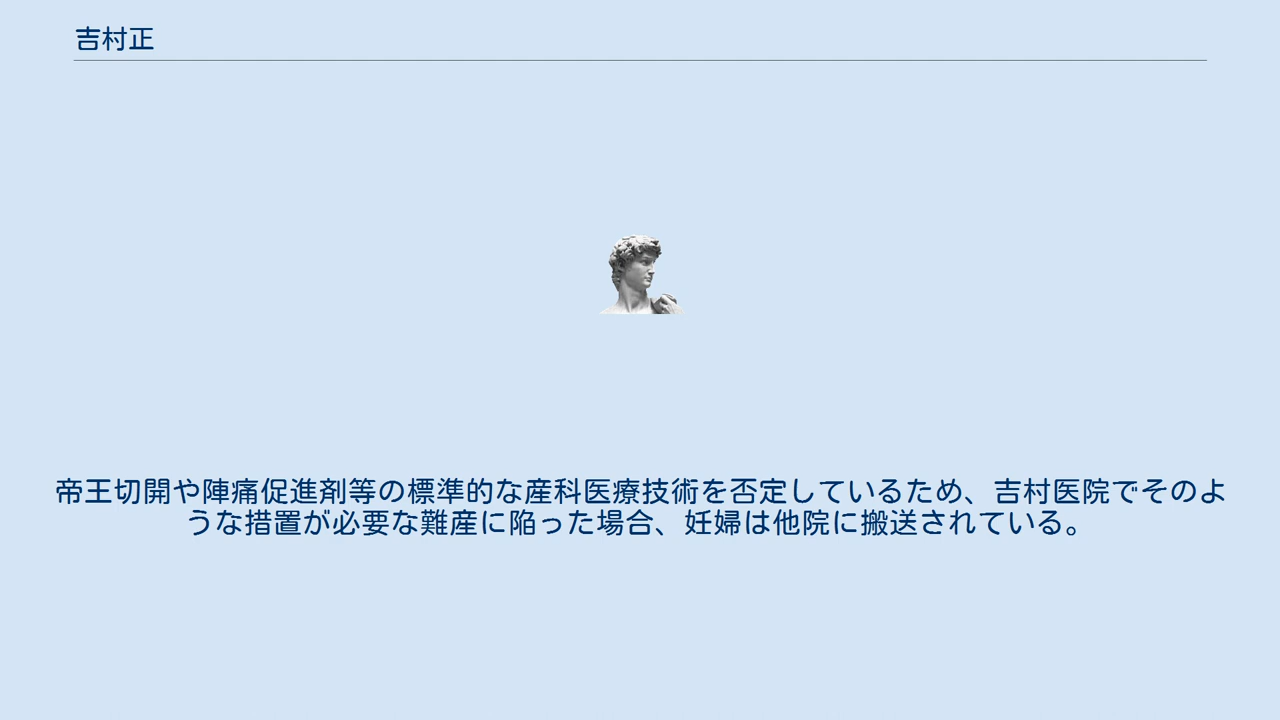 吉村正
帝王切開や陣痛促進剤等の標準的な産科医療技術を否定しているため、吉村医院でそのよ
うな措置が必要な難産に陥った場合、妊婦は他院に搬送されている。